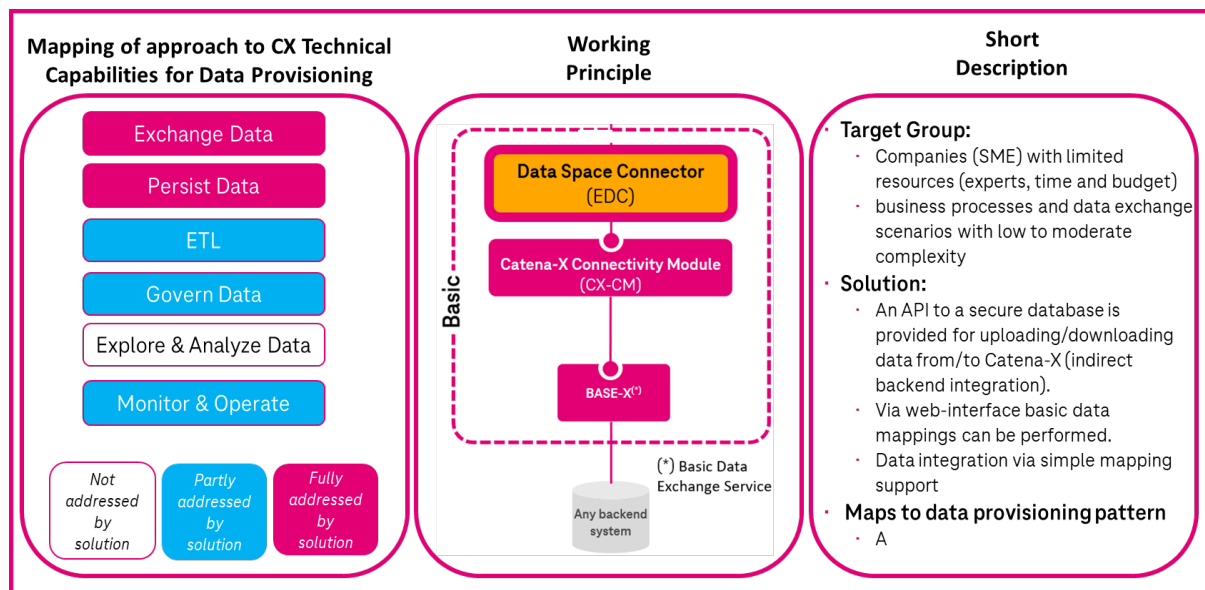 Mapping of approach to CX Technical
Capabilities for Data Provisioning
Exchange Data
Persist Data
ETL
Govern Data
Explore & Analyze Data
Monitor & Operate
Not
addressed
by
solution
Partly
addressed
by
solution
Fully
addressed
by
solution
Working
Principle
Basic
Data Space Connector
(EDC)
Catena-X Connectivity Module
(CX-CM)
BASE-X(*)
(*) Basic Data
Exchange Service
Any backend
system
Short
Description
· Target Group:
· Companies (SME) with limited
resources (experts, time and budget)
· business processes and data exchange
scenarios with low to moderate
complexity
· Solution:
· An API to a secure database is
provided for uploading/downloading
data from/to Catena-X (indirect
backend integration).
· Via web-interface basic data
mappings can be performed.
· Data integration via simple mapping
support
· Maps to data provisioning pattern
· A